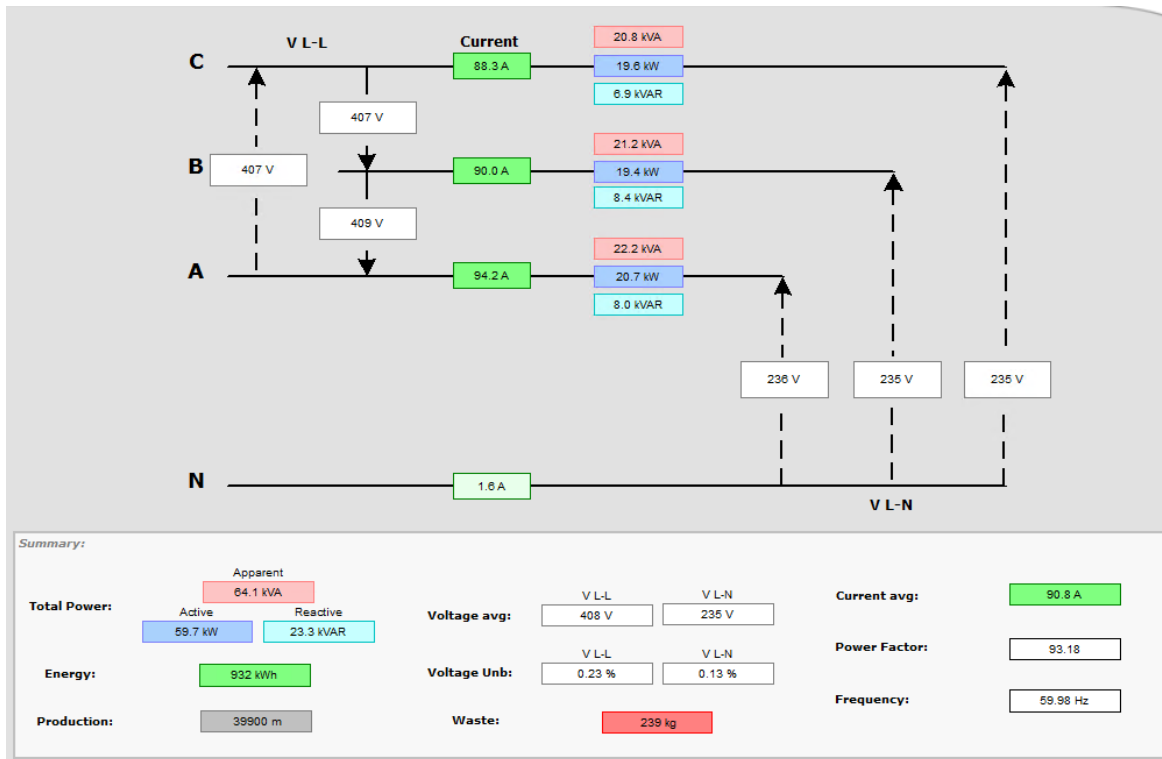 V L-L
Current
20.8 kVA
C
88.3 A
19.6 kW
6.9 kVAR
407 V
21.2 kVA
B
407 V
90.0 A
19.4 kW
8.4 kVAR
409 V
22.2 kVA
A
94.2 A
20.7 kW
8.0 kVAR
236 V
235 V
235 V
N
1.6 A
V L-N
Summary:
Apparent
64.1 kVA
Total Power:
Active
Reactive
59.7 kW
23.3 kVAR
Energy:
932 kWh
Production:
39900 m
V L-L
V L-N
Voltage avg:
408 V
235 V
V L-L
V L-N
Voltage Unb:
0.23 %
0.13 %
Waste:
239 kg
Current avg:
90.8 A
Power Factor:
93.18
Frequency:
59.98 Hz